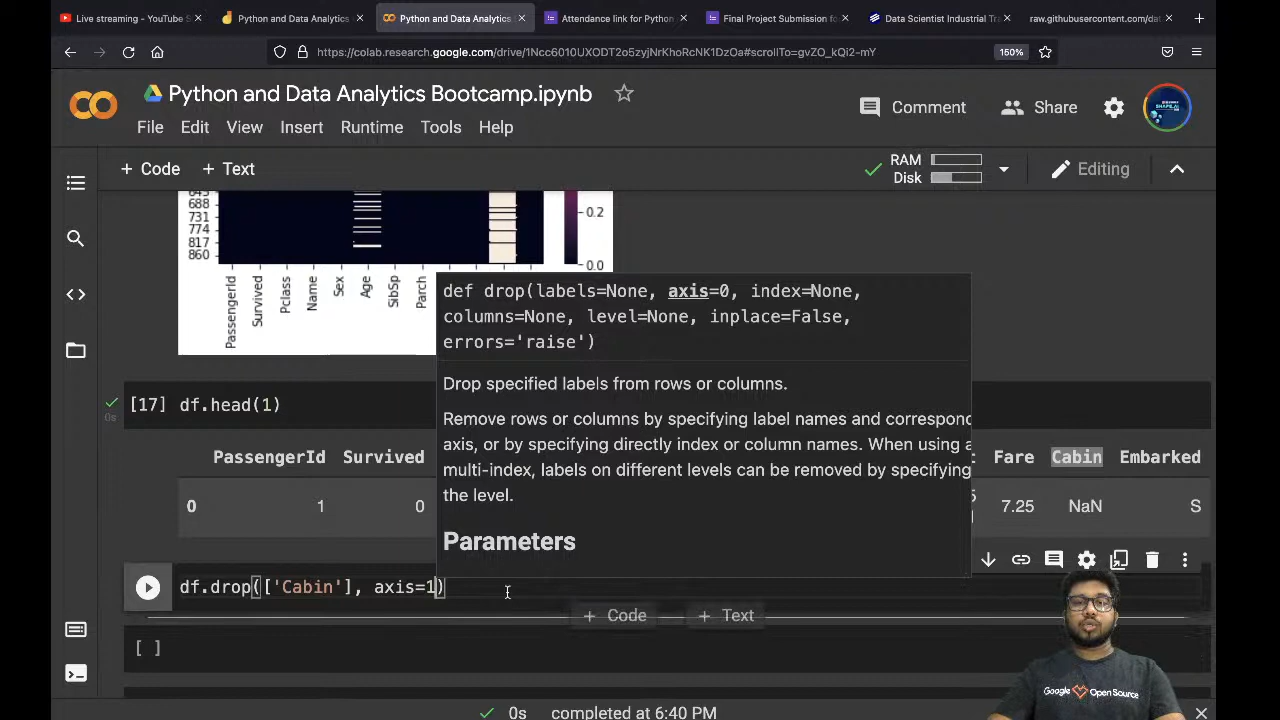 Live streaming - YouTube S
Python and Data Analytics
Python and Data Analytics
Attendance link for Python
Final Project Submission fo
Data Scientist Industrial Tr
raw.githubusercontent.com/dat
https://colab.research.google.com/drive/1Ncc6010UXODT2o5zyjNrKhoRcNK1DzOa#scrollTo=gvZO_kQi2-mY
150%
Python and Data Analytics Bootcamp.ipynb
Comment
Share
File Edit View Insert Runtime Tools Help
+ Code + Text
RAM
Disk
Editing
688
731
774
817
860
0.2
0.0
PassengerId
Survived
Pclass
Name
Sex
Age
SibSp
Parch
def drop(labels=None, axis=0, index=None,
columns=None, level=None, inplace=False,
errors='raise')
Drop specified labels from rows or columns.
Remove rows or columns by specifying label names and correspond
axis, or by specifying directly index or column names. When using a
multi-index, labels on different levels can be removed by specifying
the level.
Parameters
[17] df.head(1)
0s
PassengerId Survived Fare Cabin Embarked
0 1 0 7.25 NaN S
df.drop(['Cabin'], axis=1)
+ Code + Text
[ ]
Google Open Source
0s completed at 6:40 PM